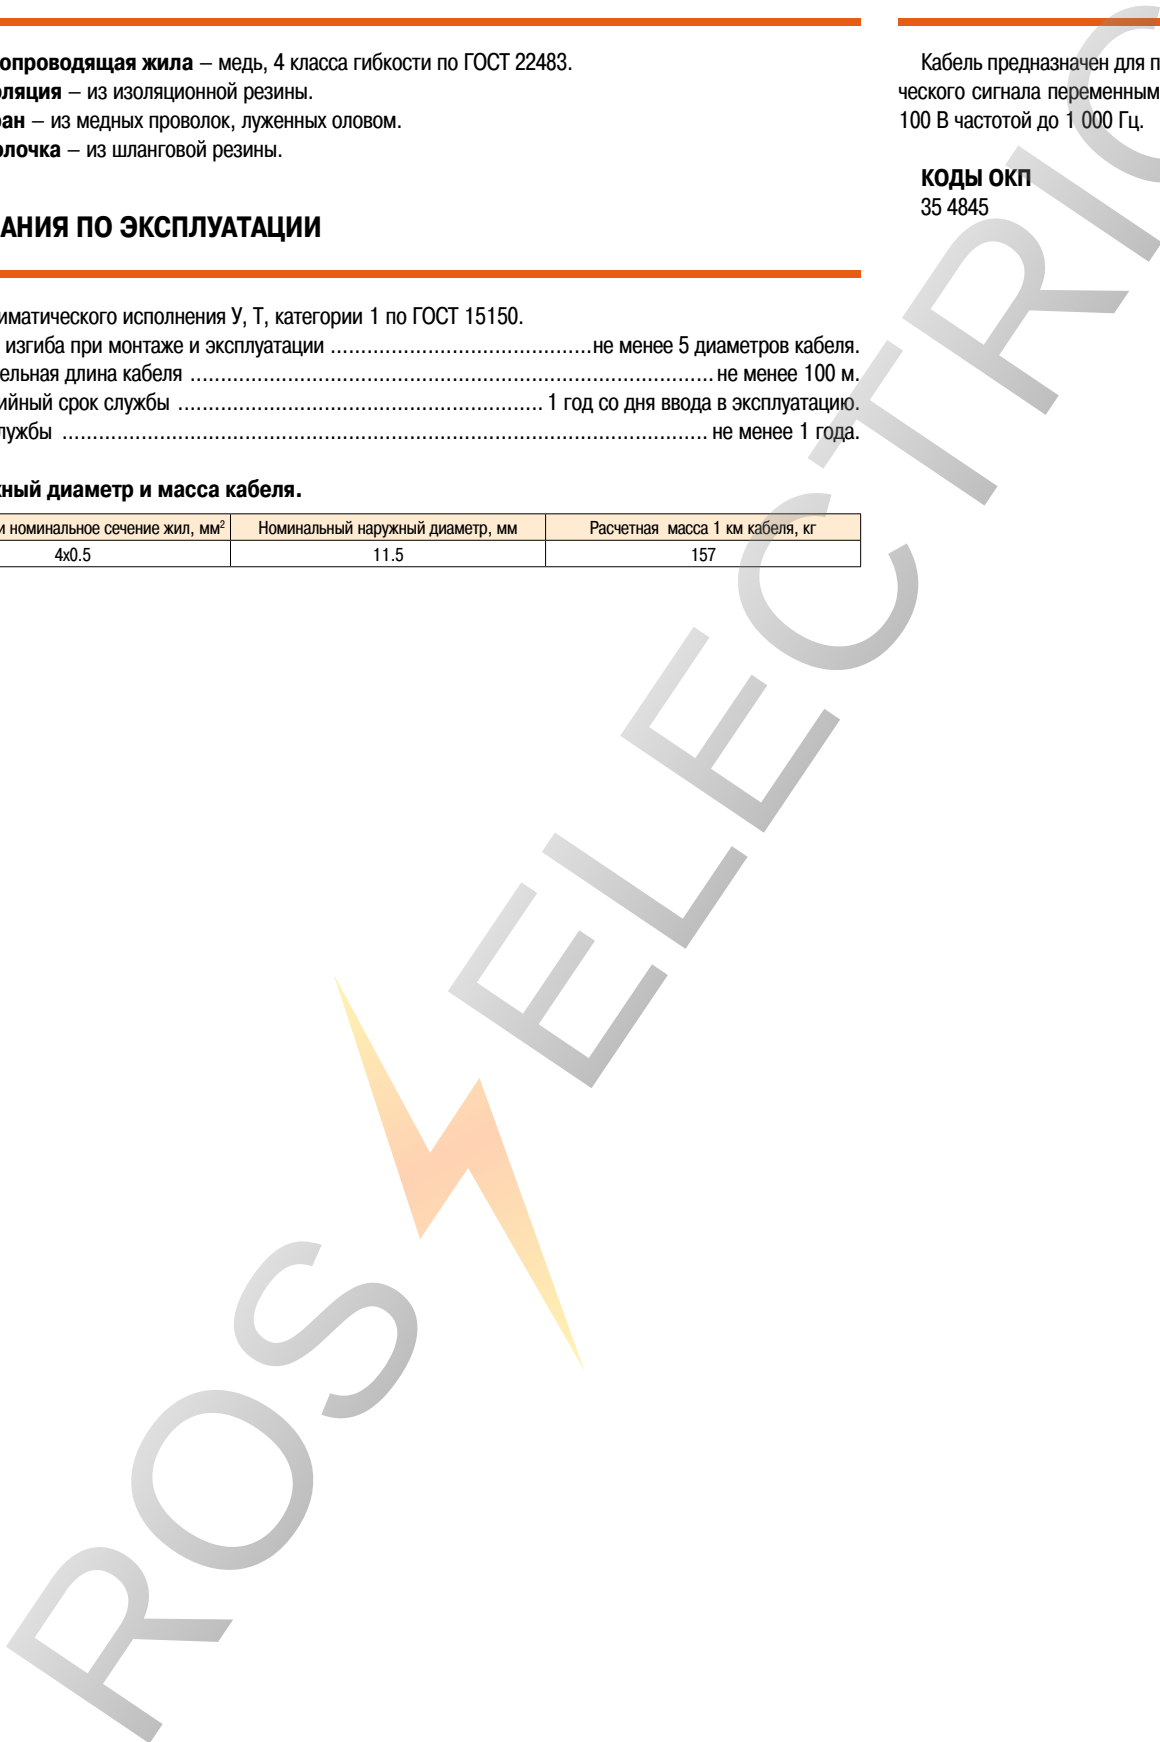 опроводящая жила – медь, 4 класса гибкости по ГОСТ 22483.
ляция – из изоляционной резины.
ран – из медных проволок, луженных оловом.
олочка – из шланговой резины.
АНИЯ ПО ЭКСПЛУАТАЦИИ
иматического исполнения У, Т, категории 1 по ГОСТ 15150.
изгиба при монтаже и эксплуатации ............................................не менее 5 диаметров кабеля.
ельная длина кабеля ........................................................................................ не менее 100 м.
ийный срок службы ............................................................. 1 год со дня ввода в эксплуатацию.
лужбы ............................................................................................................ не менее 1 года.
ный диаметр и масса кабеля.
и номинальное сечение жил, мм² Номинальный наружный диаметр, мм Расчетная масса 1 км кабеля, кг
4x0.5 11.5 157
Кабель предназначен для п
ческого сигнала переменным
100 В частотой до 1 000 Гц.
КОДЫ ОКП
35 4845
ROS ELECTRIC